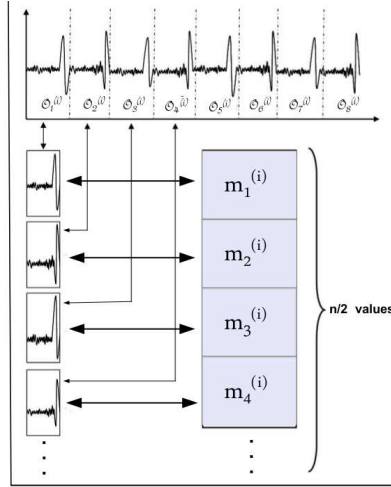 𝒪₁⁽ⁱ⁾ 𝒪₂⁽ⁱ⁾ 𝒪₃⁽ⁱ⁾ 𝒪₄⁽ⁱ⁾ 𝒪₅⁽ⁱ⁾ 𝒪₆⁽ⁱ⁾ 𝒪₇⁽ⁱ⁾ 𝒪₈⁽ⁱ⁾
m₁⁽ⁱ⁾
m₂⁽ⁱ⁾
n/2 values
m₃⁽ⁱ⁾
m₄⁽ⁱ⁾